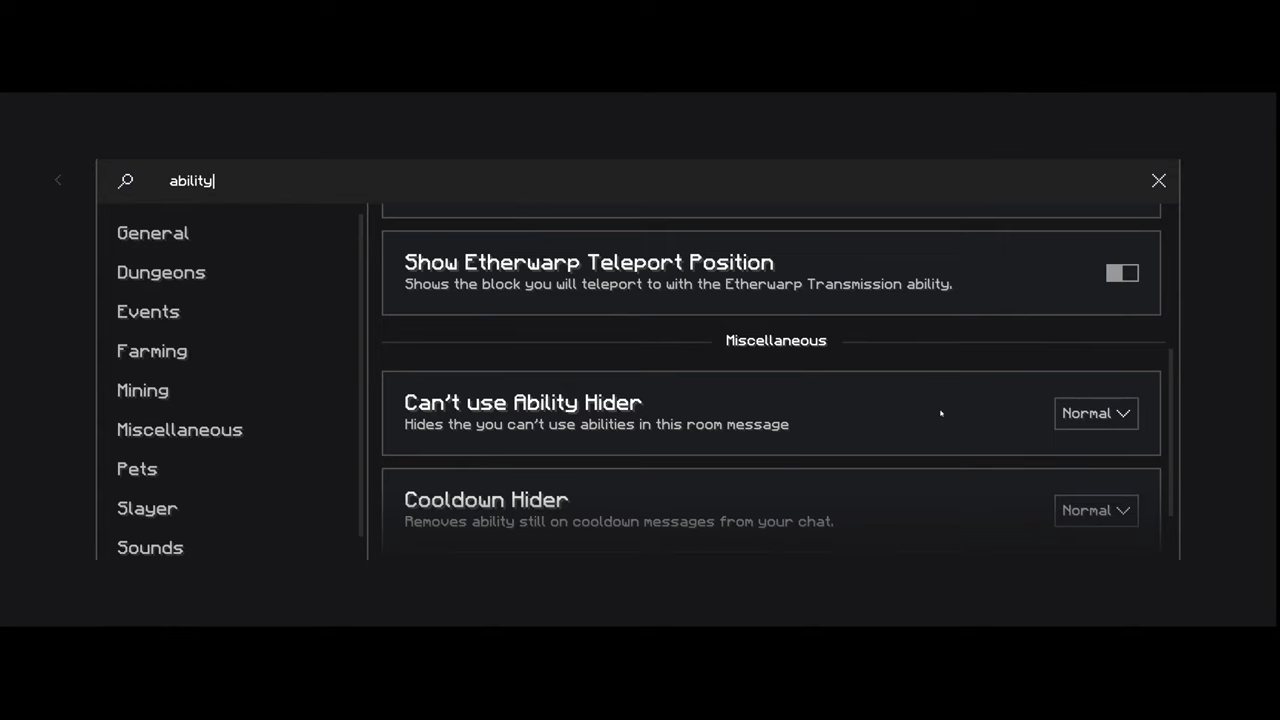 ability
General
Dungeons
Events
Farming
Mining
Miscellaneous
Pets
Slayer
Sounds
Show Etherwarp Teleport Position
Shows the block you will teleport to with the Etherwarp Transmission ability.
Miscellaneous
Can't use Ability Hider
Hides the you can't use abilities in this room message
Normal
Cooldown Hider
Removes ability still on cooldown messages from your chat.
Normal